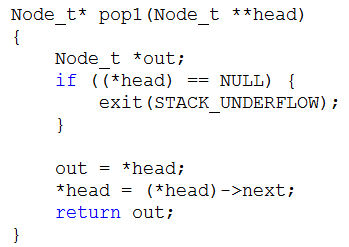 Node_t* pop1(Node_t **head)
{
    Node_t *out;
    if ((*head) == NULL) {
        exit(STACK_UNDERFLOW);
    }

    out = *head;
    *head = (*head)->next;
    return out;
}